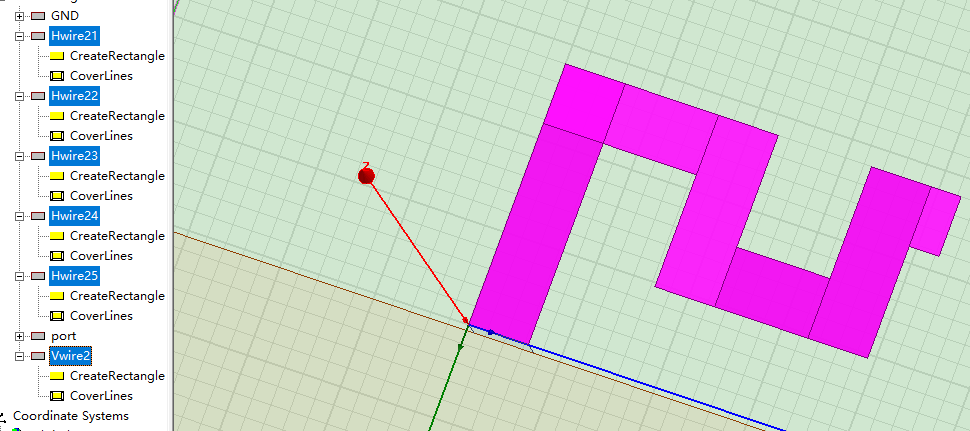 GND
Hwire21
CreateRectangle
CoverLines
Hwire22
CreateRectangle
CoverLines
Hwire23
CreateRectangle
CoverLines
Hwire24
CreateRectangle
CoverLines
Hwire25
CreateRectangle
CoverLines
port
Vwire2
CreateRectangle
CoverLines
Coordinate Systems
Z